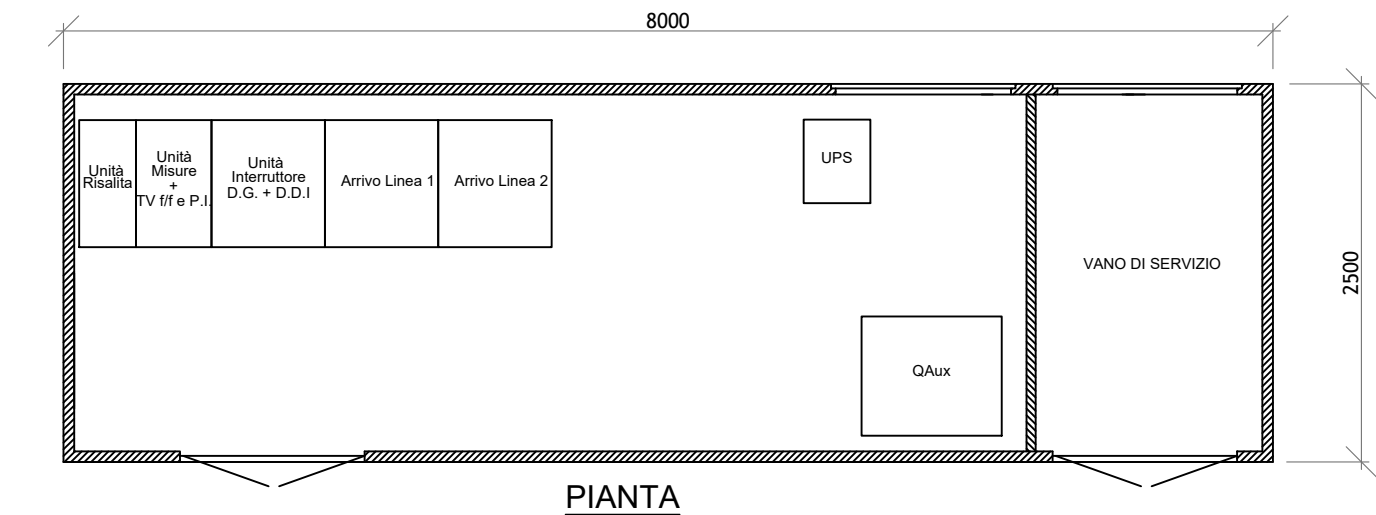 8000
Unità
Risalita
Unità
Misure
+
TV f/f e P.I.
Unità
Interruttore
D.G. + D.D.I
Arrivo Linea 1
Arrivo Linea 2
UPS
VANO DI SERVIZIO
2500
QAux
PIANTA